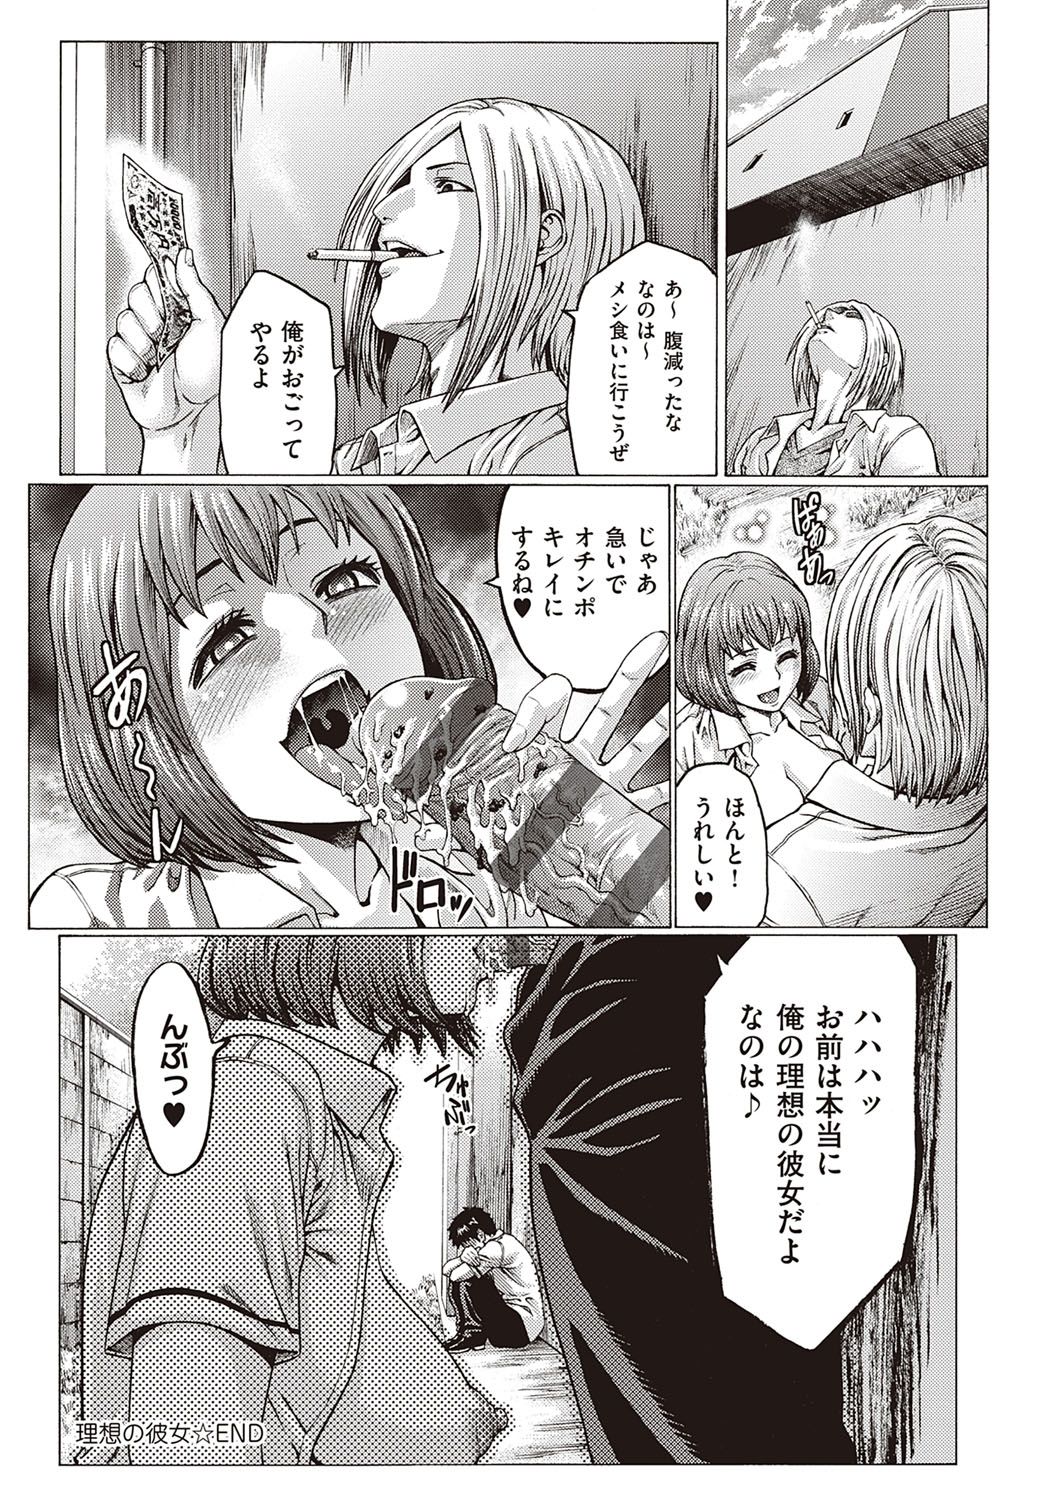 あ〜 腹減ったな
なのは〜
メシ食いに行こうぜ
俺がおごって
やるよ
ぱあわっ
ほんと！
うれしい♥
じゃあ
急いで
オチンポ
キレイに
するね♥
あ〜〜ん
ドロッ
ハハハッ
お前は本当に
俺の理想の彼女だよ
なのは♪
ちゅぶっ
んぶっ♥
理想の彼女☆END